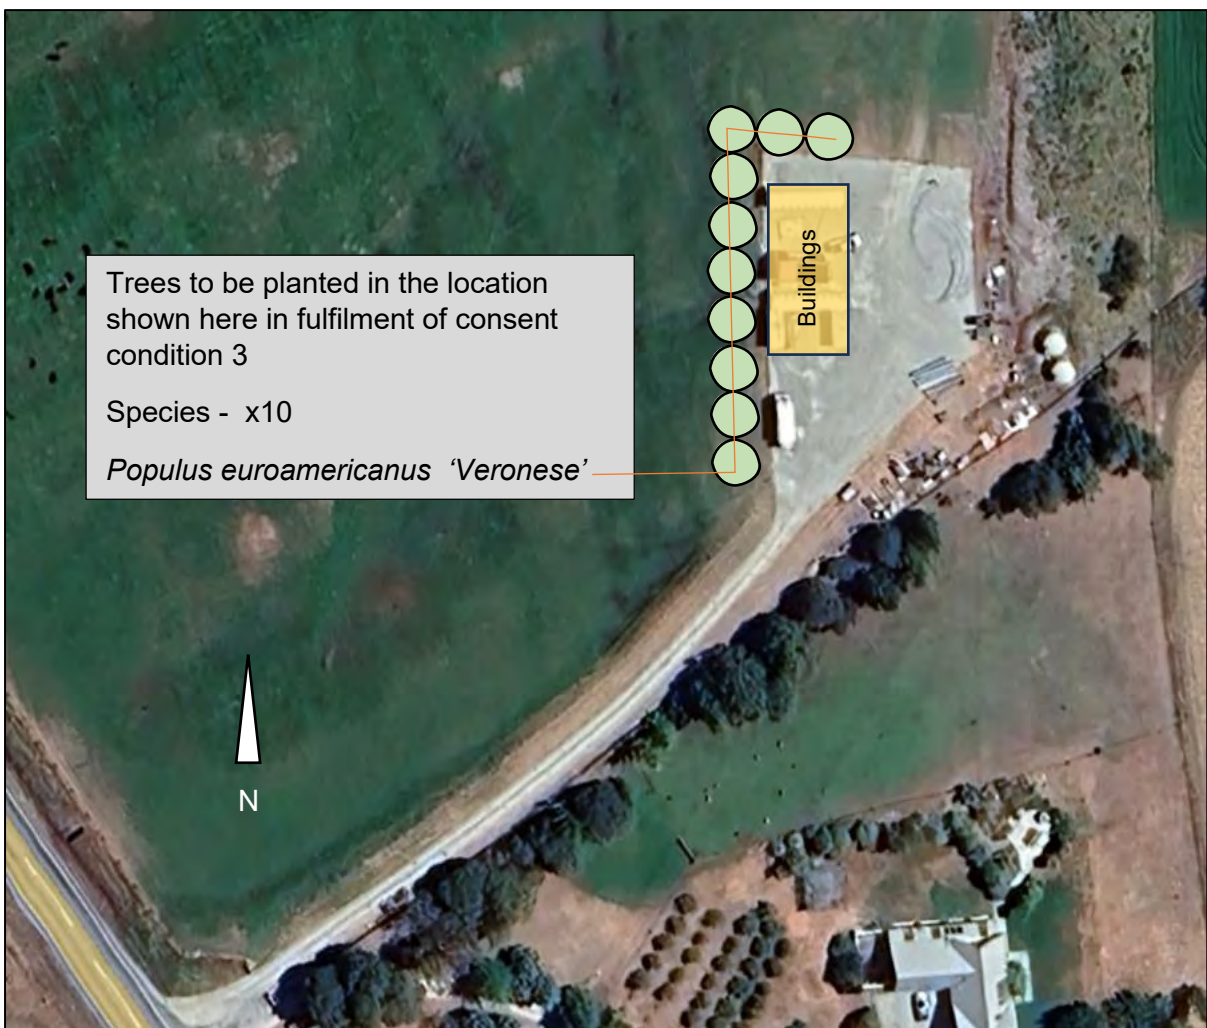 Trees to be planted in the location
shown here in fulfilment of consent
condition 3
Species - x10
Populus euroamericanus ‘Veronese’
Buildings
N